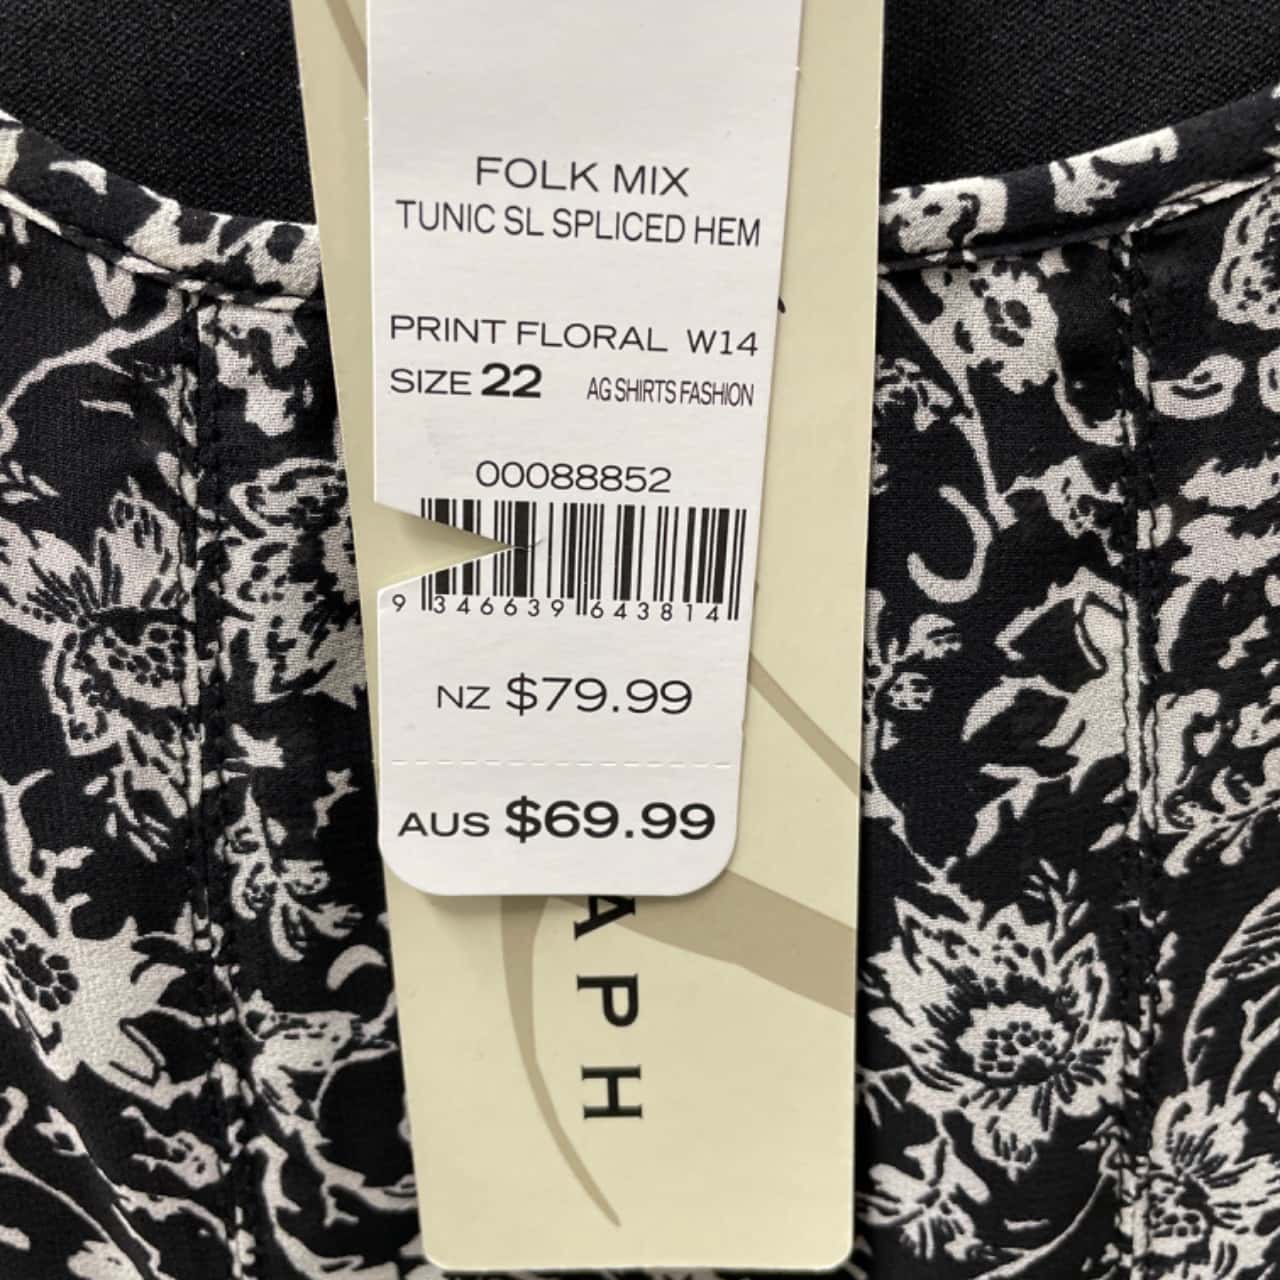 FOLK MIX
TUNIC SL SPLICED HEM
PRINT FLORAL W14
SIZE 22 AG SHIRTS FASHION
00088852
9 346639 643814
NZ $79.99
AUS $69.99
APH